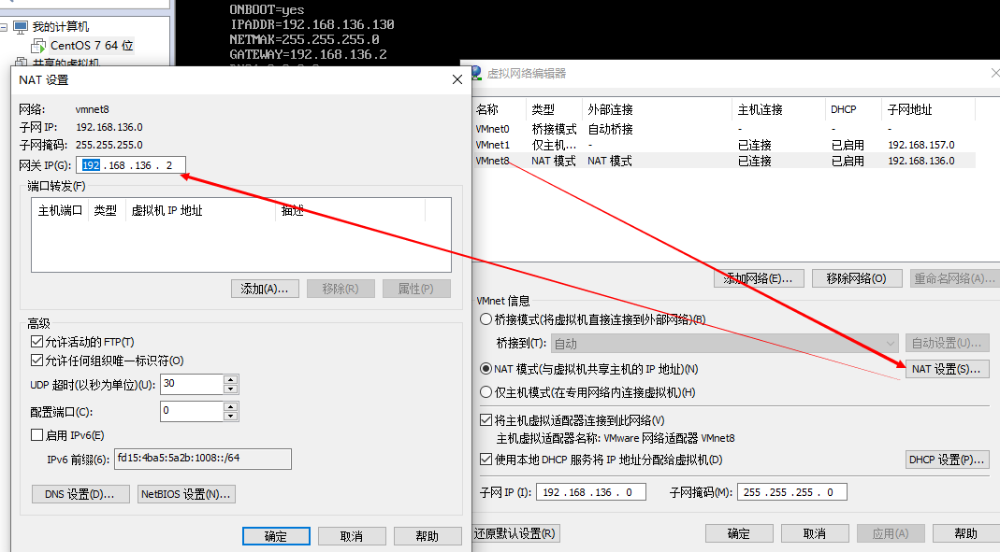 我的计算机
CentOS 7 64 位
ONBOOT=yes
IPADDR=192.168.136.130
NETMAK=255.255.255.0
GATEWAY=192.168.136.2
NAT 设置
网络: vmnet8
子网 IP: 192.168.136.0
子网掩码: 255.255.255.0
网关 IP(G): 192 . 168 . 136 . 2
端口转发(F)
主机端口 类型 虚拟机 IP 地址 描述
添加(A)... 移除(R) 属性(P)
高级
允许活动的 FTP(T)
允许任何组织唯一标识符(O)
UDP 超时(以秒为单位)(U): 30
配置端口(C): 0
启用 IPv6(E)
IPv6 前缀(6): fd15:4ba5:5a2b:1008::/64
DNS 设置(D)... NetBIOS 设置(N)...
确定 取消 帮助
虚拟网络编辑器
名称 类型 外部连接 主机连接 DHCP 子网地址
VMnet0 桥接模式 自动桥接 - - -
VMnet1 仅主机... - 已连接 已启用 192.168.157.0
VMnet8 NAT 模式 NAT 模式 已连接 已启用 192.168.136.0
添加网络(E)... 移除网络(O) 重命名网络(A)...
VMnet 信息
桥接模式(将虚拟机直接连接到外部网络)(B)
桥接到(T): 自动 自动设置(U)...
NAT 模式(与虚拟机共享主机的 IP 地址)(N) NAT 设置(S)...
仅主机模式(在专用网络内连接虚拟机)(H)
将主机虚拟适配器连接到此网络(V)
主机虚拟适配器名称: VMware 网络适配器 VMnet8
使用本地 DHCP 服务将 IP 地址分配给虚拟机(D) DHCP 设置(P)...
子网 IP (I): 192 . 168 . 136 . 0 子网掩码(M): 255 . 255 . 255 . 0
还原默认设置(R) 确定 取消 应用(A) 帮助